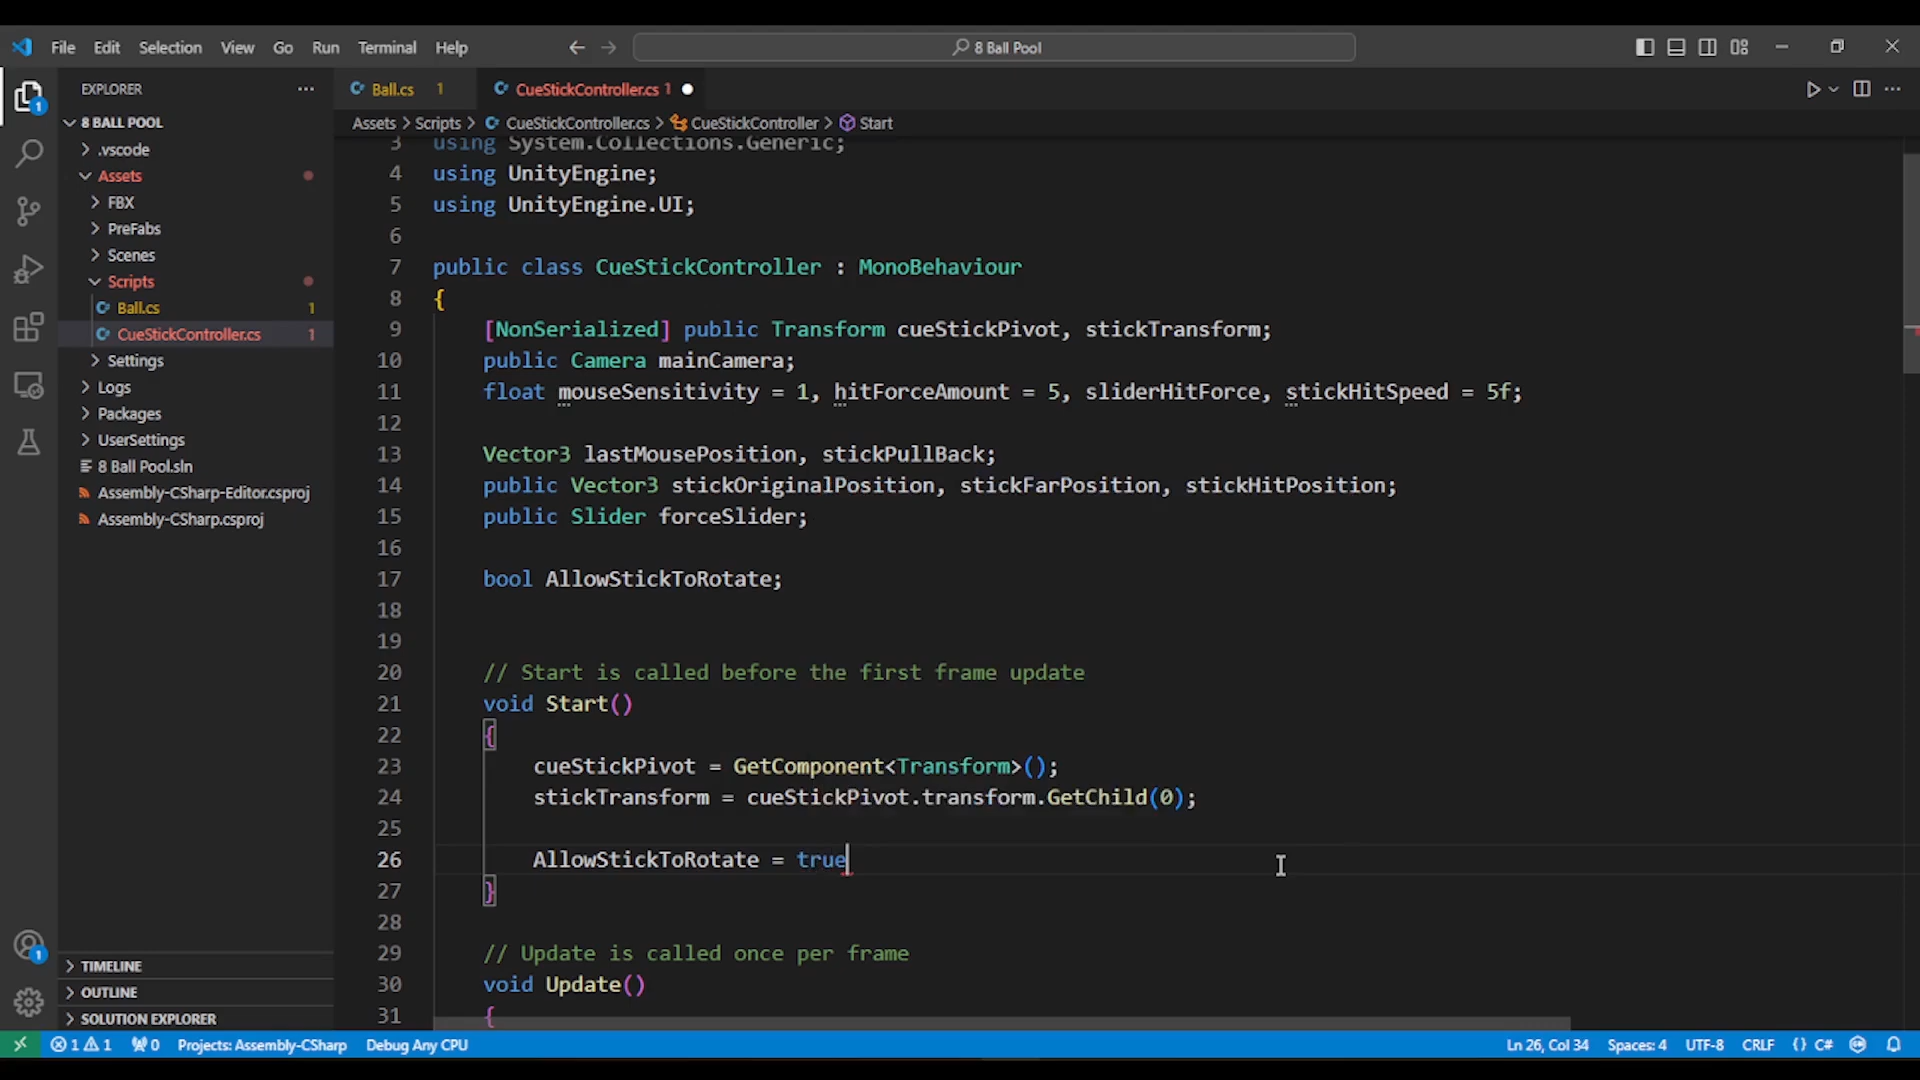 File Edit Selection View Go Run Terminal Help
8 Ball Pool
EXPLORER
Ball.cs 1
CueStickController.cs 1
8 BALL POOL
Assets > Scripts > CueStickController.cs > CueStickController > Start
.vscode
Assets
FBX
PreFabs
Scenes
Scripts
Ball.cs 1
CueStickController.cs 1
Settings
Logs
Packages
UserSettings
8 Ball Pool.sln
Assembly-CSharp-Editor.csproj
Assembly-CSharp.csproj
TIMELINE
OUTLINE
SOLUTION EXPLORER
3 using System.Collections.Generic;
4 using UnityEngine;
5 using UnityEngine.UI;
6
7 public class CueStickController : MonoBehaviour
8 {
9 [NonSerialized] public Transform cueStickPivot, stickTransform;
10 public Camera mainCamera;
11 float mouseSensitivity = 1, hitForceAmount = 5, sliderHitForce, stickHitSpeed = 5f;
12
13 Vector3 lastMousePosition, stickPullBack;
14 public Vector3 stickOriginalPosition, stickFarPosition, stickHitPosition;
15 public Slider forceSlider;
16
17 bool AllowStickToRotate;
18
19
20 // Start is called before the first frame update
21 void Start()
22 {
23 cueStickPivot = GetComponent<Transform>();
24 stickTransform = cueStickPivot.transform.GetChild(0);
25
26 AllowStickToRotate = true
27 }
28
29 // Update is called once per frame
30 void Update()
31 {
1
1
1 1 0 Projects: Assembly-CSharp Debug Any CPU
Ln 26, Col 34 Spaces: 4 UTF-8 CRLF {} C#